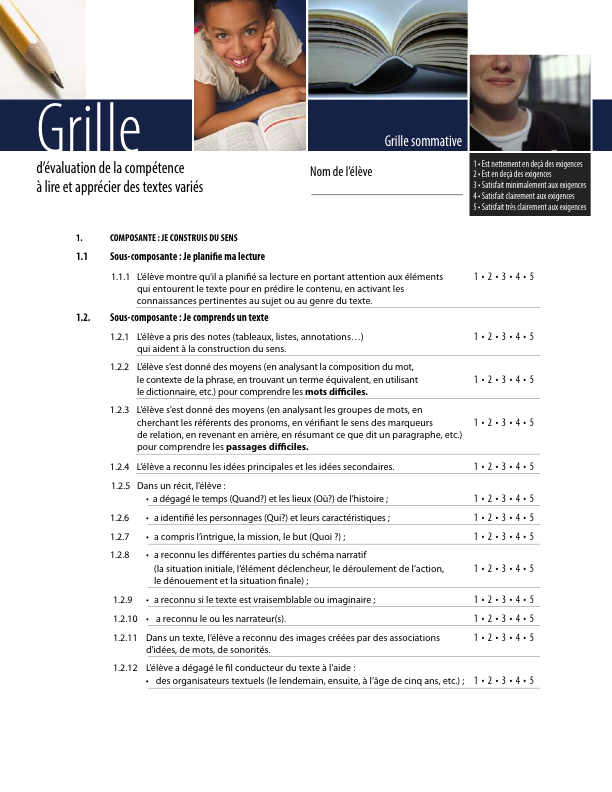 Grille
Grille sommative
d'évaluation de la compétence
à lire et apprécier des textes variés
Nom de l'élève
1 • Est nettement en deçà des exigences
2 • Est en deçà des exigences
3 • Satisfait minimalement aux exigences
4 • Satisfait clairement aux exigences
5 • Satisfait très clairement aux exigences
1. COMPOSANTE : JE CONSTRUIS DU SENS
1.1 Sous-composante : Je planifie ma lecture
1.1.1 L'élève montre qu'il a planifié sa lecture en portant attention aux éléments 1 • 2 • 3 • 4 • 5
qui entourent le texte pour en prédire le contenu, en activant les
connaissances pertinentes au sujet ou au genre du texte.
1.2. Sous-composante : Je comprends un texte
1.2.1 L'élève a pris des notes (tableaux, listes, annotations…) 1 • 2 • 3 • 4 • 5
qui aident à la construction du sens.
1.2.2 L'élève s'est donné des moyens (en analysant la composition du mot,
le contexte de la phrase, en trouvant un terme équivalent, en utilisant 1 • 2 • 3 • 4 • 5
le dictionnaire, etc.) pour comprendre les mots difficiles.
1.2.3 L'élève s'est donné des moyens (en analysant les groupes de mots, en
cherchant les référents des pronoms, en vérifiant le sens des marqueurs 1 • 2 • 3 • 4 • 5
de relation, en revenant en arrière, en résumant ce que dit un paragraphe, etc.)
pour comprendre les passages difficiles.
1.2.4 L'élève a reconnu les idées principales et les idées secondaires. 1 • 2 • 3 • 4 • 5
1.2.5 Dans un récit, l'élève :
• a dégagé le temps (Quand?) et les lieux (Où?) de l'histoire ; 1 • 2 • 3 • 4 • 5
1.2.6 • a identifié les personnages (Qui?) et leurs caractéristiques ; 1 • 2 • 3 • 4 • 5
1.2.7 • a compris l'intrigue, la mission, le but (Quoi ?) ; 1 • 2 • 3 • 4 • 5
1.2.8 • a reconnu les différentes parties du schéma narratif
(la situation initiale, l'élément déclencheur, le déroulement de l'action, 1 • 2 • 3 • 4 • 5
le dénouement et la situation finale) ;
1.2.9 • a reconnu si le texte est vraisemblable ou imaginaire ; 1 • 2 • 3 • 4 • 5
1.2.10 • a reconnu le ou les narrateur(s). 1 • 2 • 3 • 4 • 5
1.2.11 Dans un texte, l'élève a reconnu des images créées par des associations 1 • 2 • 3 • 4 • 5
d'idées, de mots, de sonorités.
1.2.12 L'élève a dégagé le fil conducteur du texte à l'aide :
• des organisateurs textuels (le lendemain, ensuite, à l'âge de cinq ans, etc.) ; 1 • 2 • 3 • 4 • 5